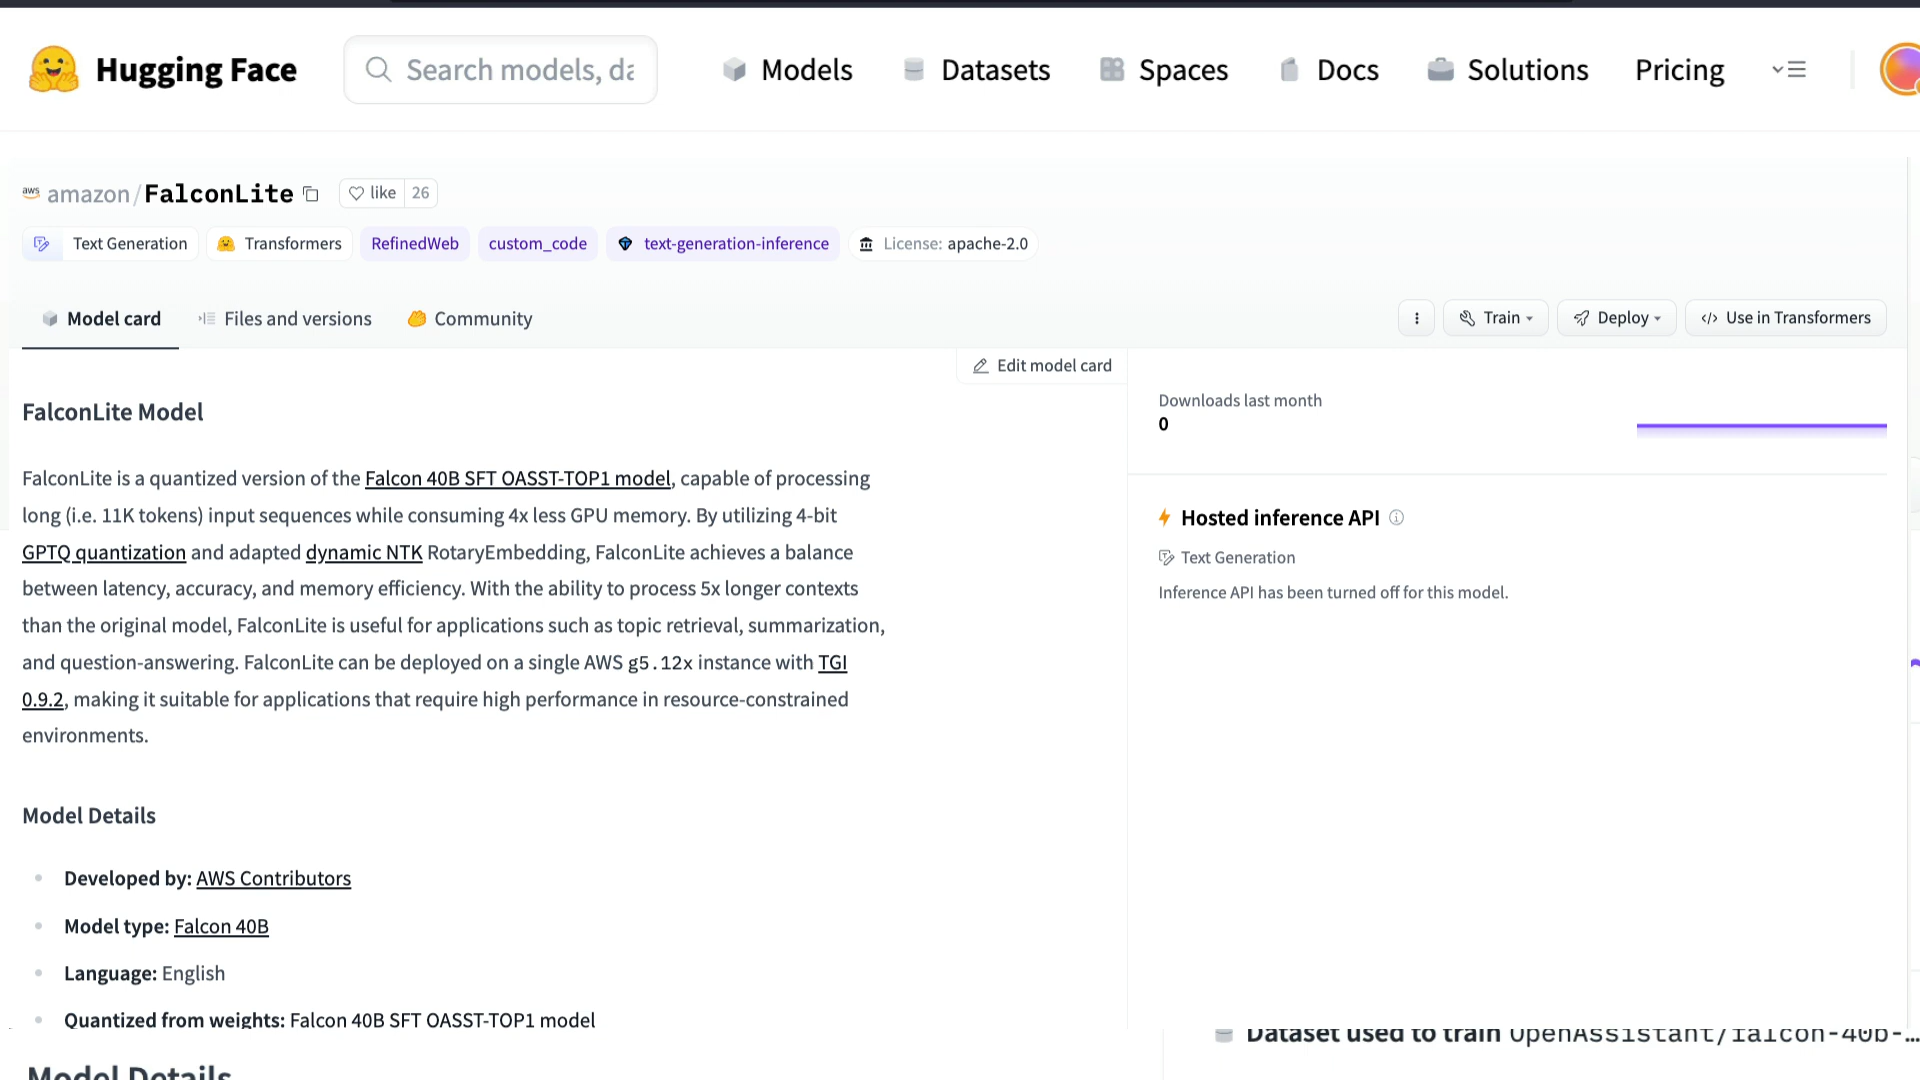 Hugging Face
Search models, da
Models
Datasets
Spaces
Docs
Solutions
Pricing
aws amazon/FalconLite
like 26
Text Generation
Transformers
RefinedWeb
custom_code
text-generation-inference
License: apache-2.0
Model card
Files and versions
Community
Train
Deploy
</> Use in Transformers
Edit model card
FalconLite Model
FalconLite is a quantized version of the Falcon 40B SFT OASST-TOP1 model, capable of processing
long (i.e. 11K tokens) input sequences while consuming 4x less GPU memory. By utilizing 4-bit
GPTQ quantization and adapted dynamic NTK RotaryEmbedding, FalconLite achieves a balance
between latency, accuracy, and memory efficiency. With the ability to process 5x longer contexts
than the original model, FalconLite is useful for applications such as topic retrieval, summarization,
and question-answering. FalconLite can be deployed on a single AWS g5.12x instance with TGI
0.9.2, making it suitable for applications that require high performance in resource-constrained
environments.
Model Details
Developed by: AWS Contributors
Model type: Falcon 40B
Language: English
Quantized from weights: Falcon 40B SFT OASST-TOP1 model
Model Details
Downloads last month
0
Hosted inference API
Text Generation
Inference API has been turned off for this model.
Dataset used to train OpenAssistant/falcon-40b-...